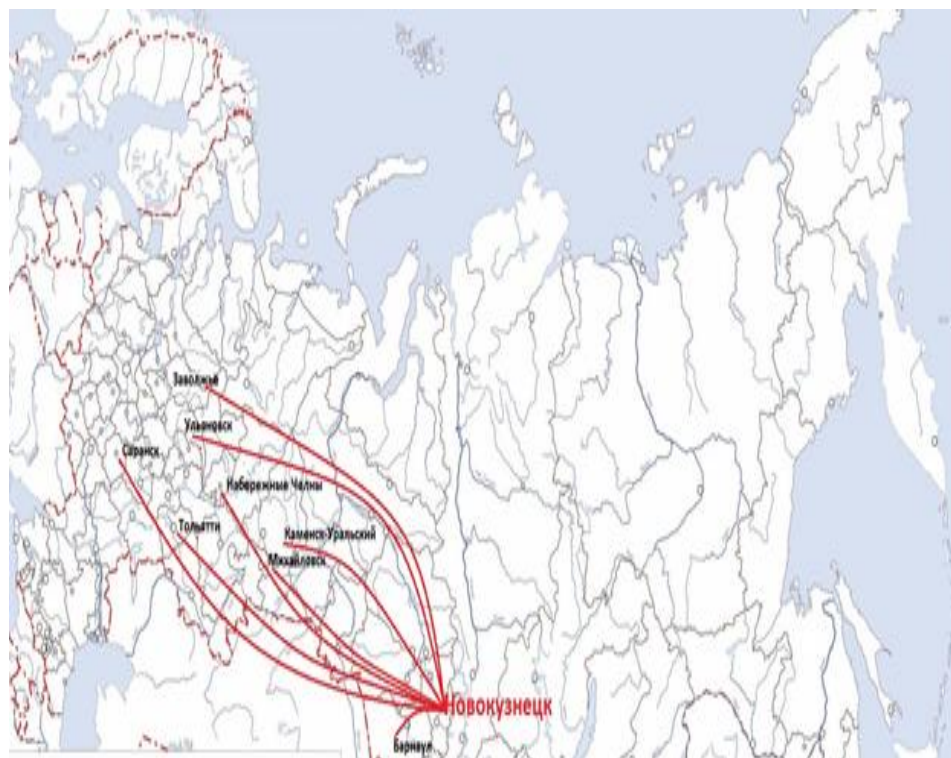 Заволжье
Ульяновск
Саранск
Набережные Челны
Тольятти
Каменск-Уральский
Михайловск
Новокузнецк
Барнаул